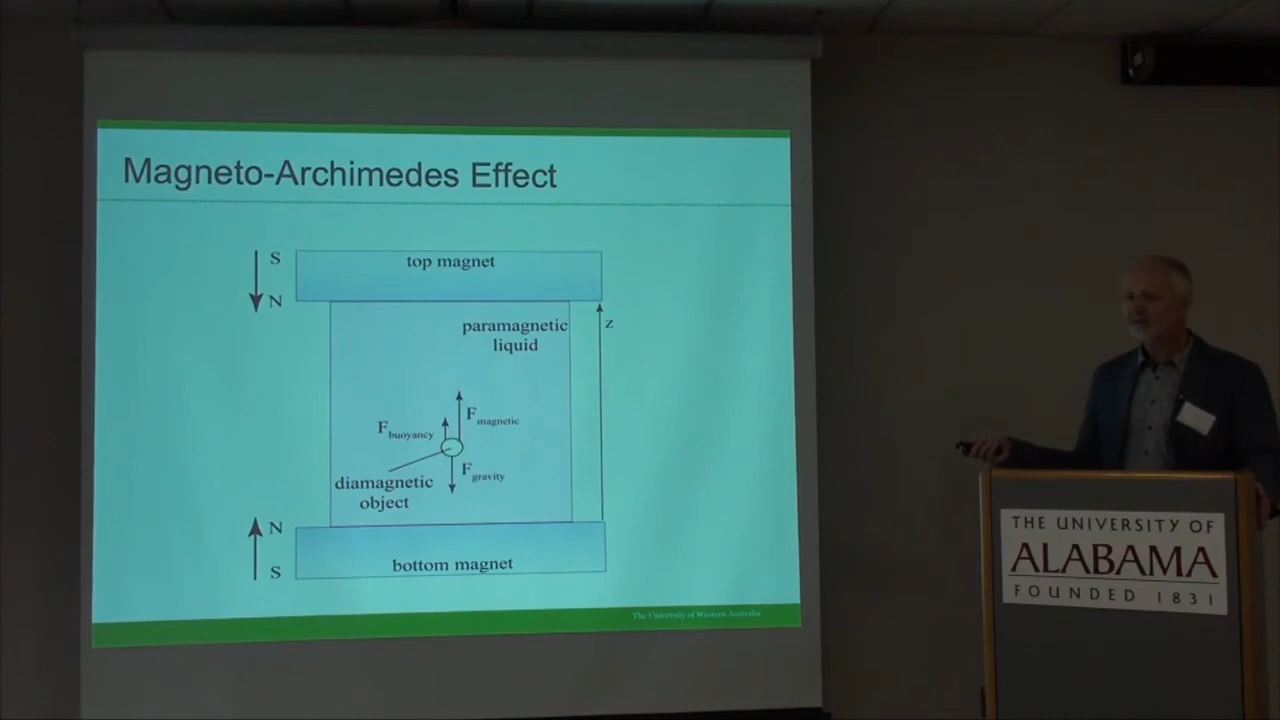 Magneto-Archimedes Effect
S
top magnet
N
paramagnetic
liquid
z
F magnetic
F buoyancy
F gravity
diamagnetic
object
N
S
bottom magnet
The University of Western Australia
THE UNIVERSITY OF
ALABAMA
FOUNDED 1831